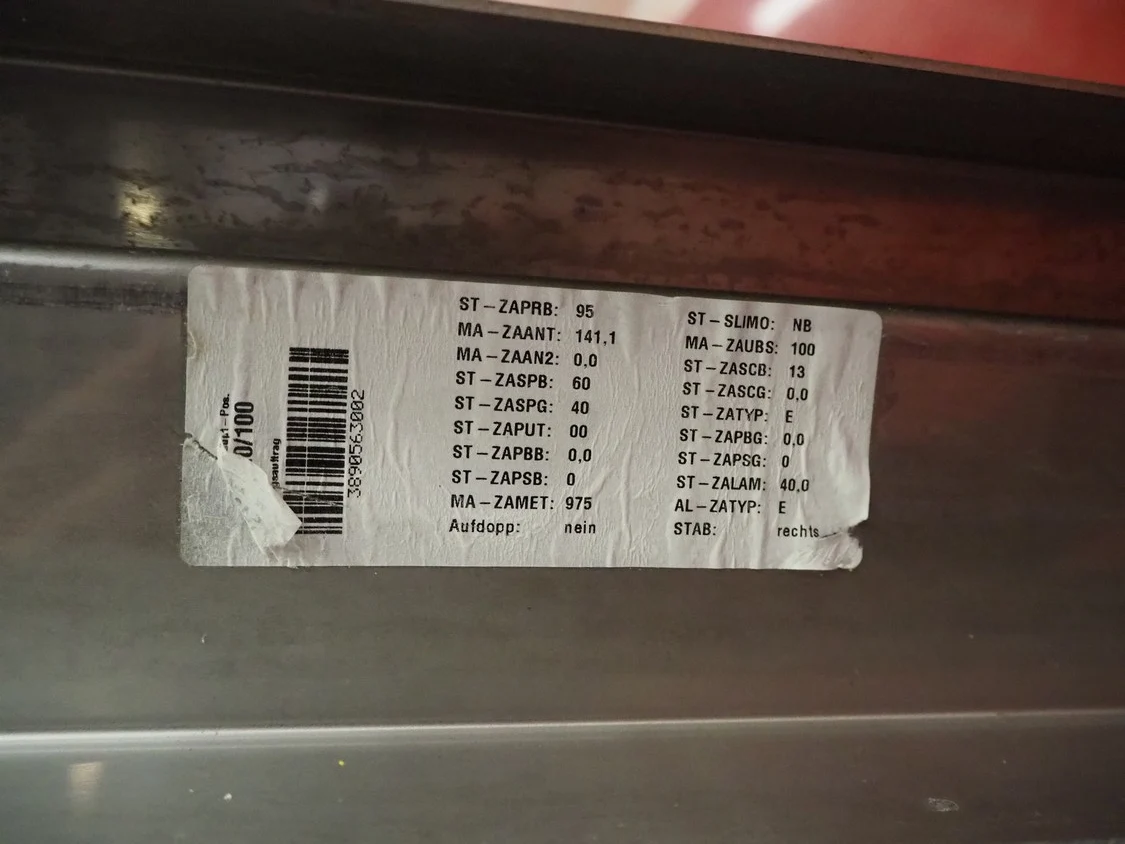 0/100
3890563002
ST-ZAPRB: 95
MA-ZAANT: 141,1
MA-ZAAN2: 0,0
ST-ZASPB: 60
ST-ZASPG: 40
ST-ZAPUT: 00
ST-ZAPBB: 0,0
ST-ZAPSB: 0
MA-ZAMET: 975
Aufdopp: nein
ST-SLIMO: NB
MA-ZAUBS: 100
ST-ZASCB: 13
ST-ZASCG: 0,0
ST-ZATYP: E
ST-ZAPBG: 0,0
ST-ZAPSG: 0
ST-ZALAM: 40,0
AL-ZATYP: E
STAB: rechts